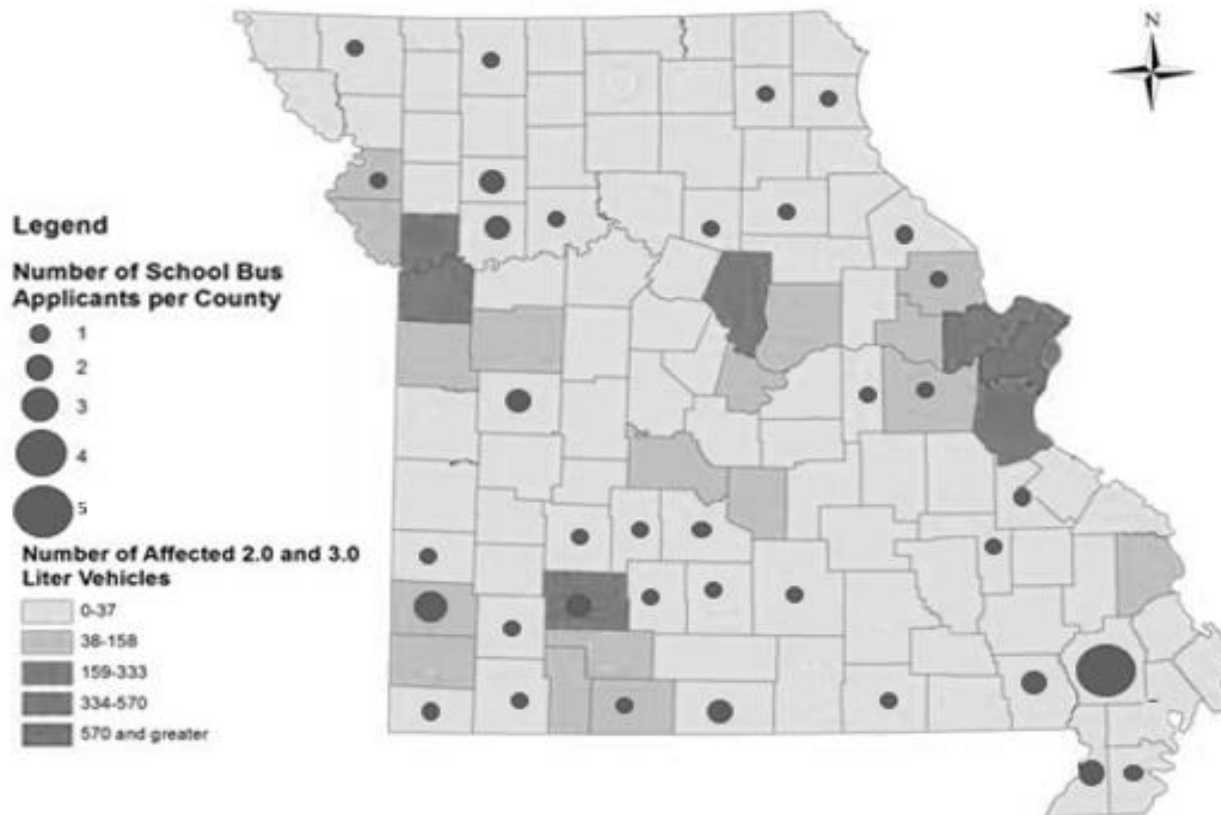 N
Legend
Number of School Bus
Applicants per County
1
2
3
4
5
Number of Affected 2.0 and 3.0
Liter Vehicles
0-37
38-158
159-333
334-570
570 and greater